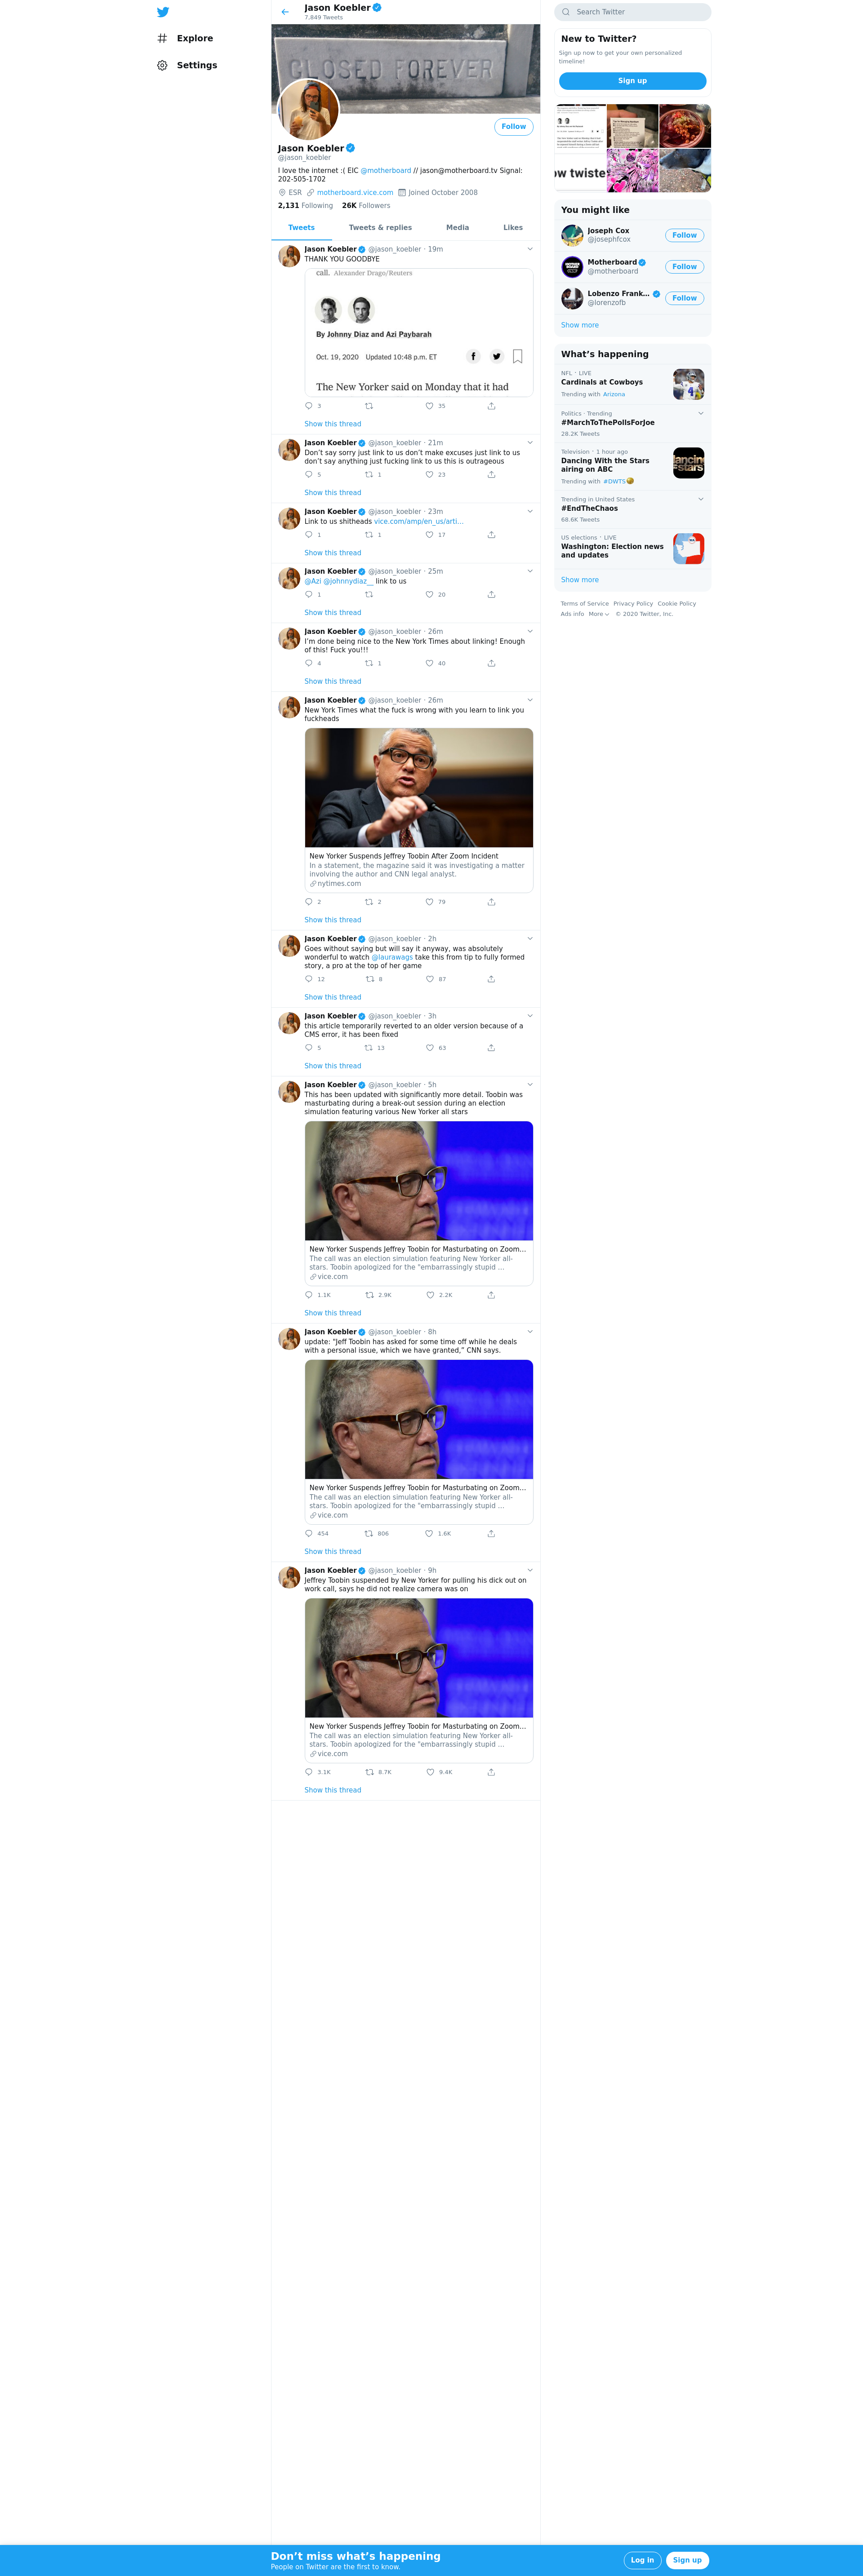 Explore
Settings
Jason Koebler
7,849 Tweets
CLOSED FOREVER
Follow
Jason Koebler
@jason_koebler
I love the internet :( EIC @motherboard // jason@motherboard.tv Signal:
202-505-1702
ESR motherboard.vice.com Joined October 2008
2,131 Following 26K Followers
Tweets Tweets & replies Media Likes
Jason Koebler @jason_koebler · 19m
THANK YOU GOODBYE
call. Alexander Drago/Reuters
By Johnny Diaz and Azi Paybarah
Oct. 19, 2020 Updated 10:48 p.m. ET
The New Yorker said on Monday that it had
3 35
Show this thread
Jason Koebler @jason_koebler · 21m
Don’t say sorry just link to us don’t make excuses just link to us
don’t say anything just fucking link to us this is outrageous
5 1 23
Show this thread
Jason Koebler @jason_koebler · 23m
Link to us shitheads vice.com/amp/en_us/arti…
1 1 17
Show this thread
Jason Koebler @jason_koebler · 25m
@Azi @johnnydiaz__ link to us
1 20
Show this thread
Jason Koebler @jason_koebler · 26m
I’m done being nice to the New York Times about linking! Enough
of this! Fuck you!!!
4 1 40
Show this thread
Jason Koebler @jason_koebler · 26m
New York Times what the fuck is wrong with you learn to link you
fuckheads
New Yorker Suspends Jeffrey Toobin After Zoom Incident
In a statement, the magazine said it was investigating a matter
involving the author and CNN legal analyst.
nytimes.com
2 2 79
Show this thread
Jason Koebler @jason_koebler · 2h
Goes without saying but will say it anyway, was absolutely
wonderful to watch @laurawags take this from tip to fully formed
story, a pro at the top of her game
12 8 87
Show this thread
Jason Koebler @jason_koebler · 3h
this article temporarily reverted to an older version because of a
CMS error, it has been fixed
5 13 63
Show this thread
Jason Koebler @jason_koebler · 5h
This has been updated with significantly more detail. Toobin was
masturbating during a break-out session during an election
simulation featuring various New Yorker all stars
New Yorker Suspends Jeffrey Toobin for Masturbating on Zoom...
The call was an election simulation featuring New Yorker all-
stars. Toobin apologized for the "embarrassingly stupid ...
vice.com
1.1K 2.9K 2.2K
Show this thread
Jason Koebler @jason_koebler · 8h
update: "Jeff Toobin has asked for some time off while he deals
with a personal issue, which we have granted,” CNN says.
New Yorker Suspends Jeffrey Toobin for Masturbating on Zoom...
The call was an election simulation featuring New Yorker all-
stars. Toobin apologized for the "embarrassingly stupid ...
vice.com
454 806 1.6K
Show this thread
Jason Koebler @jason_koebler · 9h
Jeffrey Toobin suspended by New Yorker for pulling his dick out on
work call, says he did not realize camera was on
New Yorker Suspends Jeffrey Toobin for Masturbating on Zoom...
The call was an election simulation featuring New Yorker all-
stars. Toobin apologized for the "embarrassingly stupid ...
vice.com
3.1K 8.7K 9.4K
Show this thread
Search Twitter
New to Twitter?
Sign up now to get your own personalized
timeline!
Sign up
ow twiste
You might like
Joseph Cox
@josephfcox
Follow
Motherboard
@motherboard
Follow
Lobenzo Frank...
@lorenzofb
Follow
Show more
What’s happening
NFL · LIVE
Cardinals at Cowboys
Trending with Arizona
Politics · Trending
#MarchToThePollsForJoe
28.2K Tweets
Television · 1 hour ago
Dancing With the Stars
airing on ABC
Trending with #DWTS
Trending in United States
#EndTheChaos
68.6K Tweets
US elections · LIVE
Washington: Election news
and updates
Show more
Terms of Service Privacy Policy Cookie Policy
Ads info More © 2020 Twitter, Inc.
Don’t miss what’s happening
People on Twitter are the first to know.
Log in Sign up